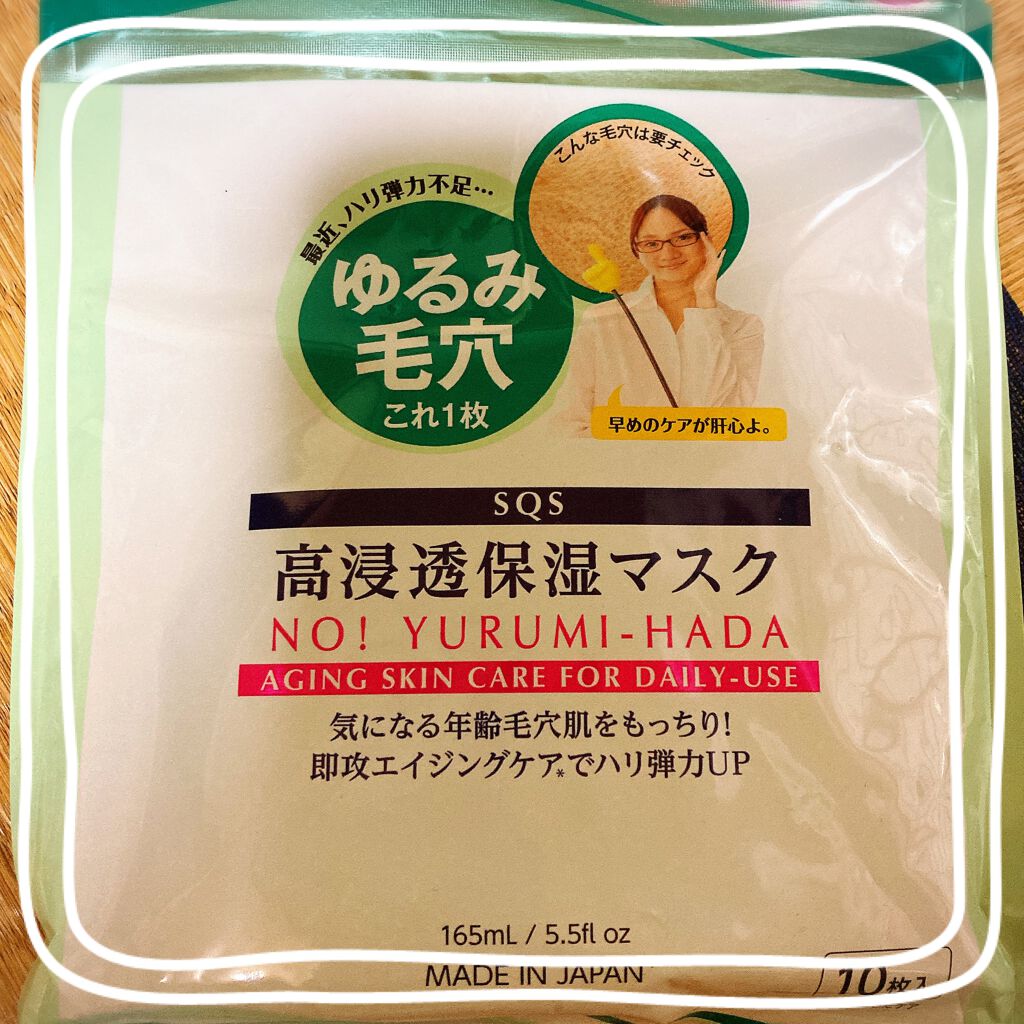 こんな毛穴は要チェック
最近、ハリ弾力不足…
ゆるみ
毛穴
これ1枚
早めのケアが肝心よ。
SQS
高浸透保湿マスク
NO! YURUMI-HADA
AGING SKIN CARE FOR DAILY-USE
気になる年齢毛穴肌をもっちり!
即攻エイジングケア*でハリ弾力UP
165mL / 5.5fl oz
MADE IN JAPAN
10枚入